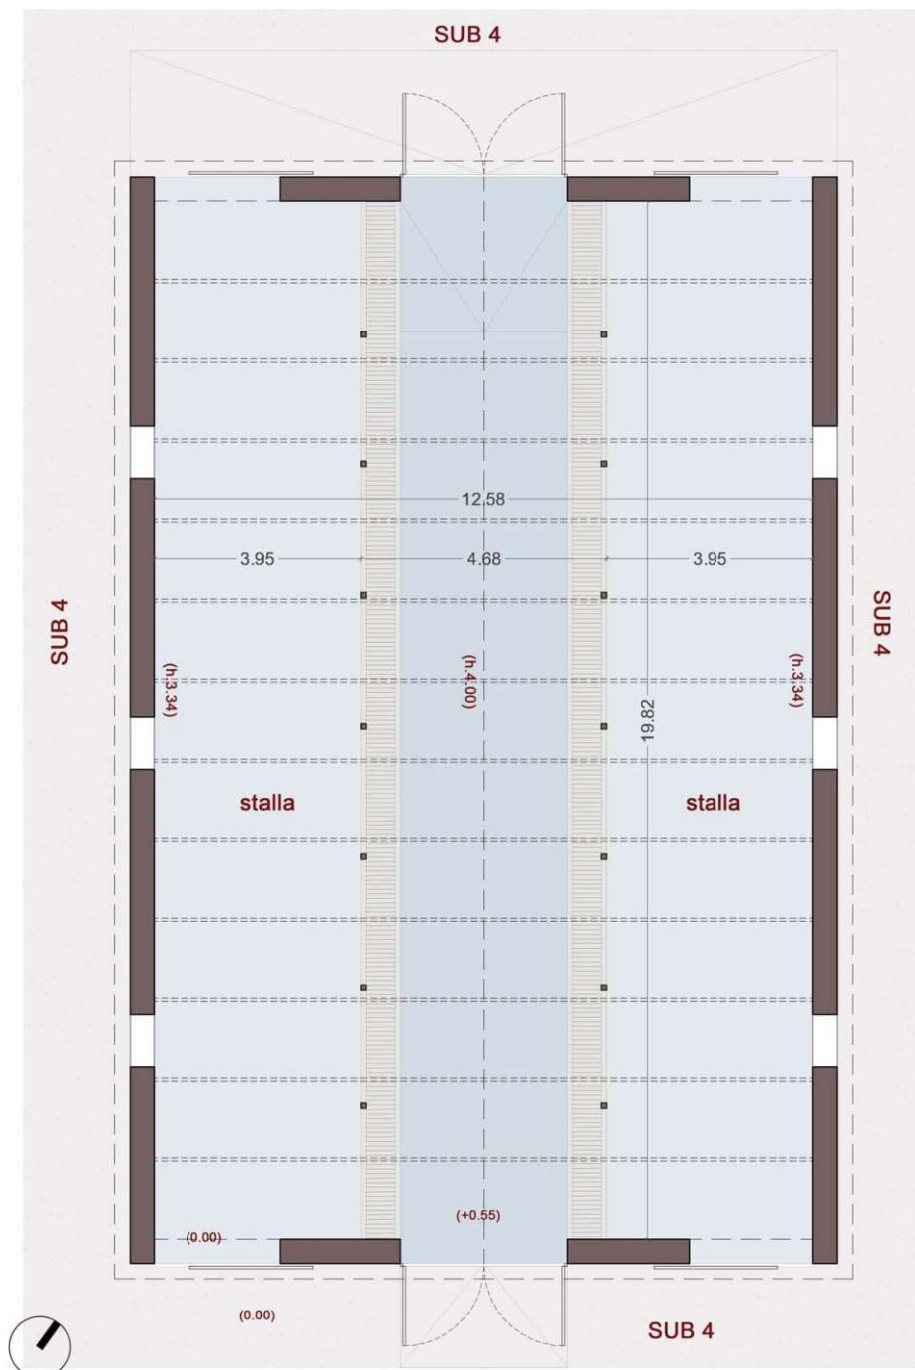 SUB 4
12.58
3.95
4.68
3.95
SUB 4
SUB 4
(h.3.34)
(h.4.00)
(h.3.34)
19.82
stalla
stalla
(+0.55)
(0.00)
(0.00)
SUB 4